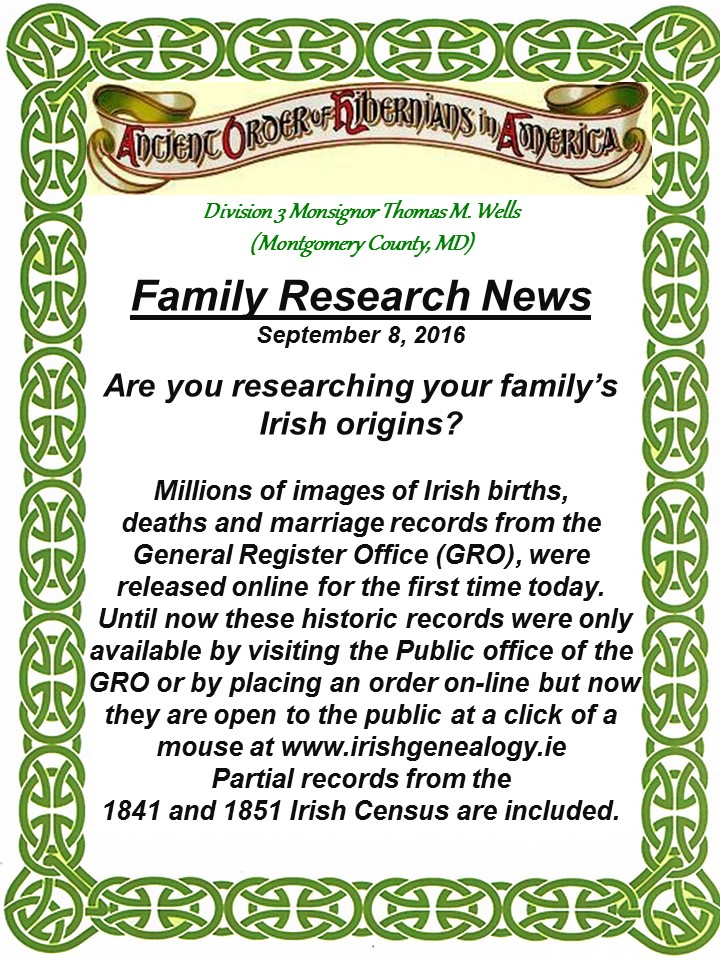 Ancient Order of Hibernians in America
Division 3 Monsignor Thomas M. Wells
(Montgomery County, MD)
Family Research News
September 8, 2016
Are you researching your family’s
Irish origins?
Millions of images of Irish births,
deaths and marriage records from the
General Register Office (GRO), were
released online for the first time today.
Until now these historic records were only
available by visiting the Public office of the
GRO or by placing an order on-line but now
they are open to the public at a click of a
mouse at www.irishgenealogy.ie
Partial records from the
1841 and 1851 Irish Census are included.